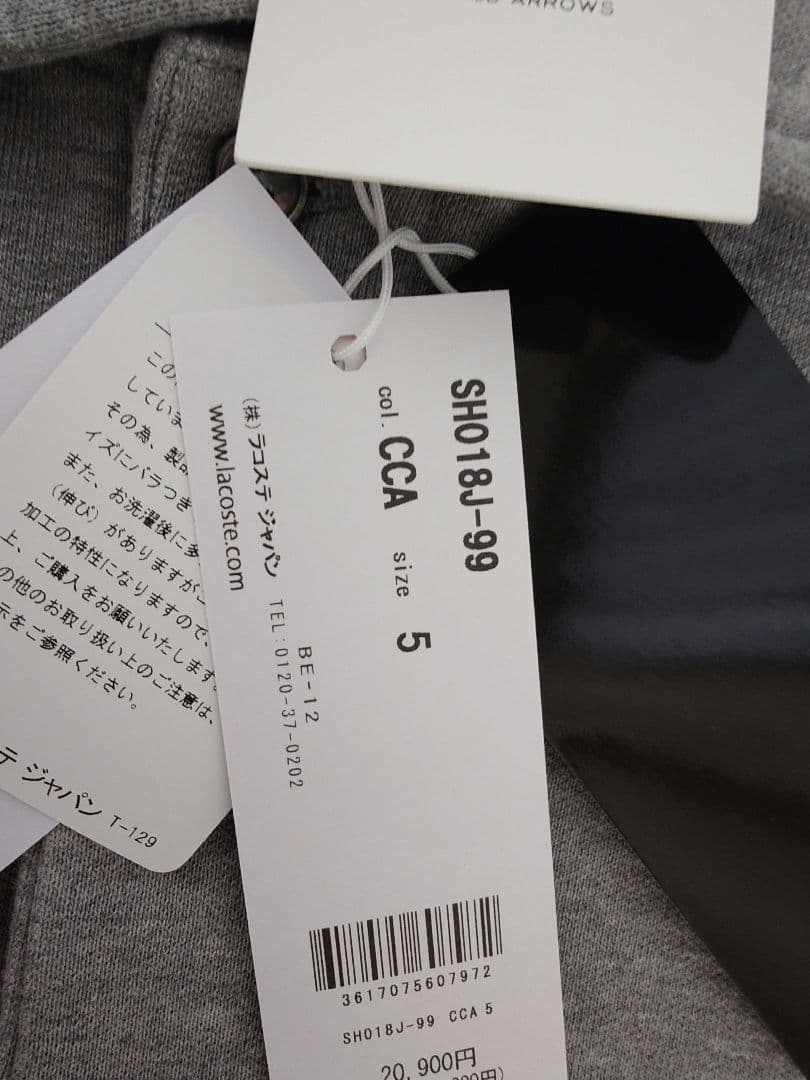 ARROWS
この
していま
その為、製品
イズにバラつき
また、お洗濯後に多
（伸び）がありますが
加工の特性になりますので、
上、ご購入をお願いいたします
の他のお取り扱い上のご注意は、
示をご参照ください。
テ ジャパン T-129
SH018J-99
col. CCA size 5
(株)ラコステ ジャパン
www.lacoste.com
BE-12
TEL:0120-37-0202
3617075607972
SH018J-99 CCA 5
20,900円